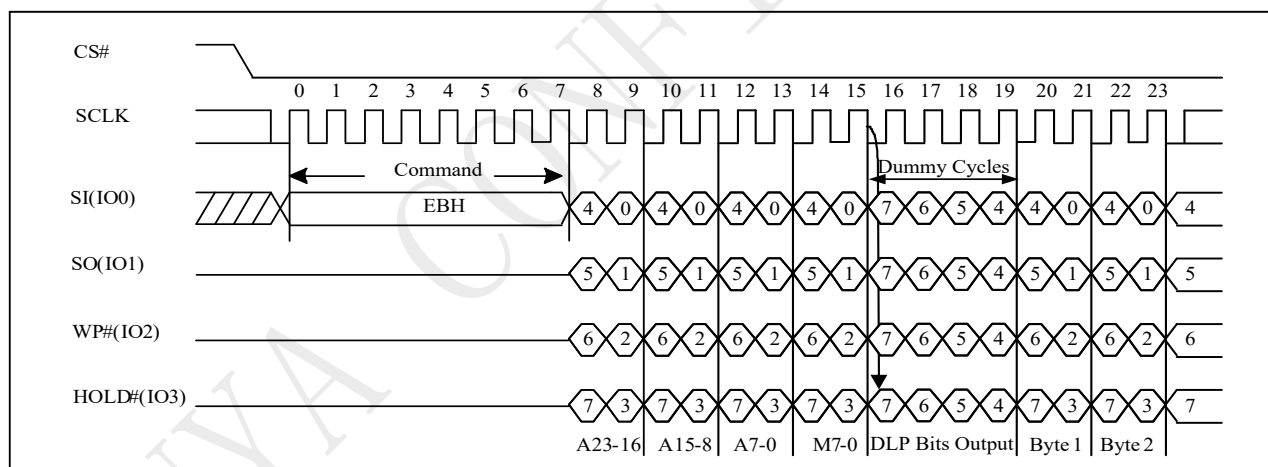 CS#
0 1 2 3 4 5 6 7 8 9 10 11 12 13 14 15 16 17 18 19 20 21 22 23
SCLK
Command
Dummy Cycles
SI(IO0)
EBH
4 0 4 0 4 0 4 0 7 6 5 4 4 0 4 0 4
SO(IO1)
5 1 5 1 5 1 5 1 7 6 5 4 5 1 5 1 5
WP#(IO2)
6 2 6 2 6 2 6 2 7 6 5 4 6 2 6 2 6
HOLD#(IO3)
7 3 7 3 7 3 7 3 7 6 5 4 7 3 7 3 7
A23-16 A15-8 A7-0 M7-0 DLP Bits Output Byte 1 Byte 2